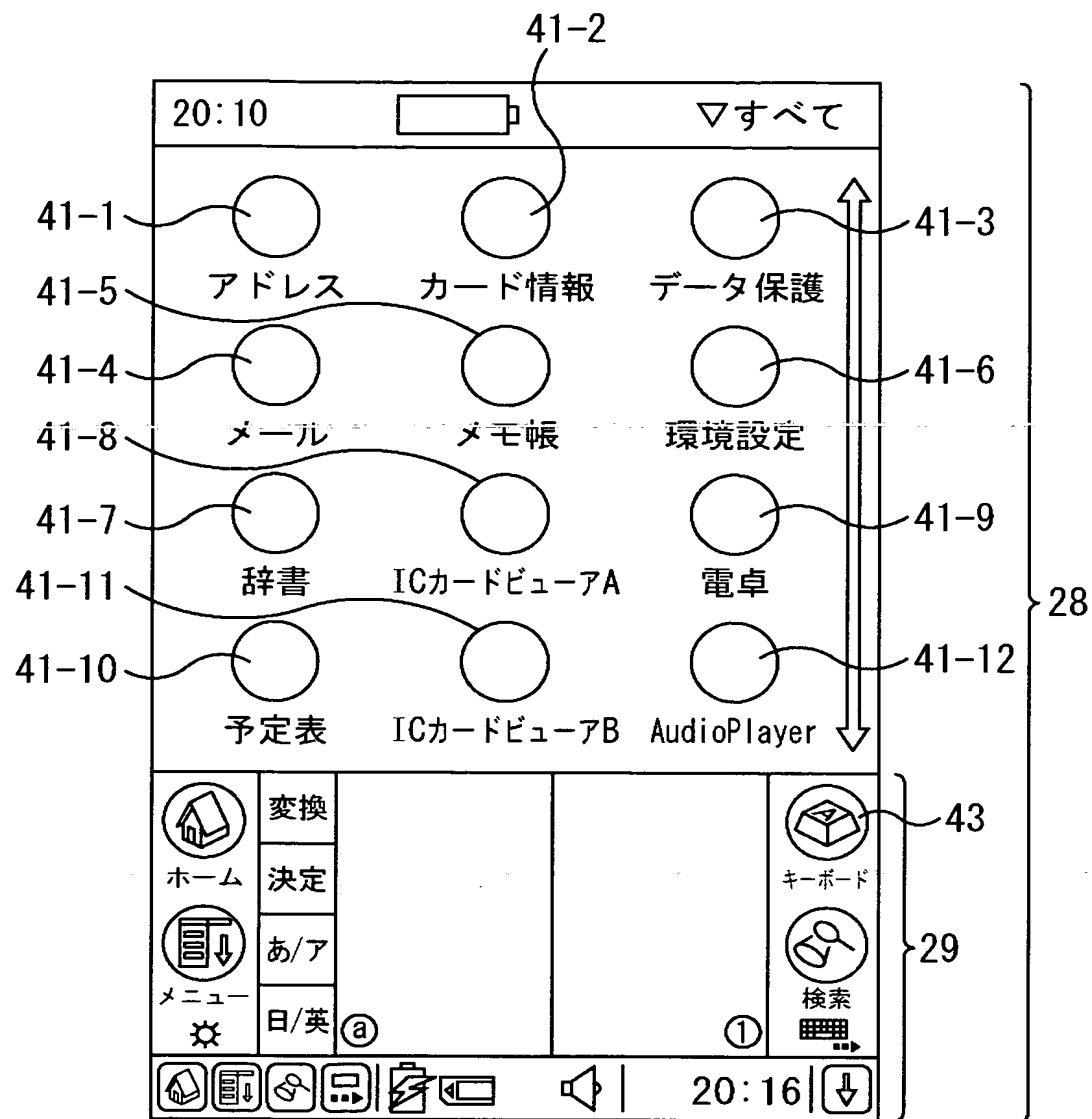 41-2
20:10 ▽すべて
41-1 41-3
アドレス カード情報 データ保護
41-5
41-4 41-6
メール メモ帳 環境設定
41-8
41-7 41-9
辞書 ICカードビューアA 電卓
41-11
28
41-10 41-12
予定表 ICカードビューアB AudioPlayer
変換
43
ホーム 決定 A キーボード
あ/ア
29
メニュー 検索
日/英 ⓐ ①
20:16